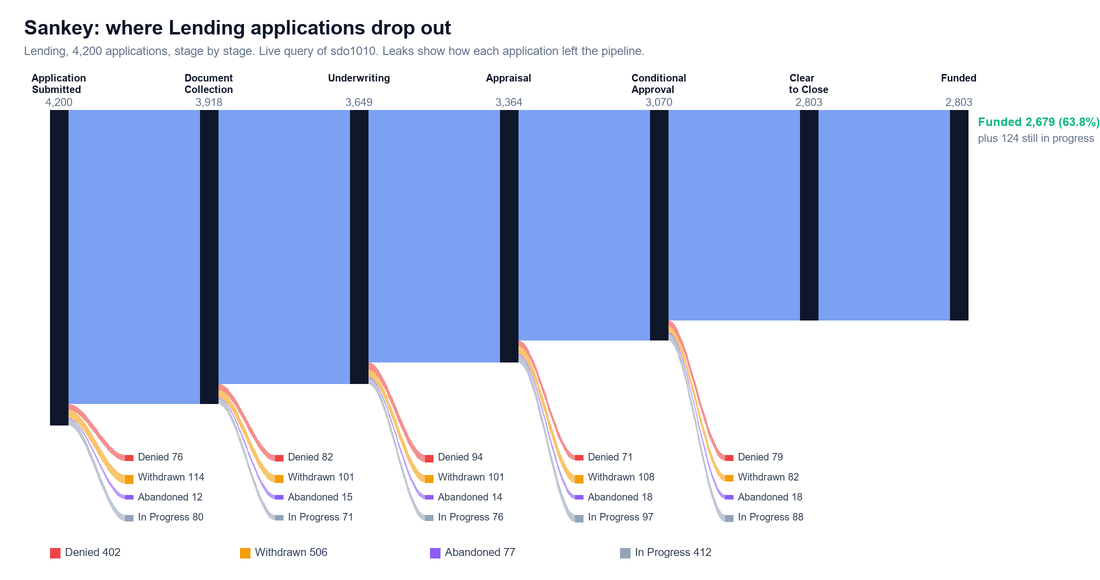 Sankey: where Lending applications drop out
Lending, 4,200 applications, stage by stage. Live query of sdo1010. Leaks show how each application left the pipeline.
Application
Submitted
4,200
Document
Collection
3,918
Underwriting
3,649
Appraisal
3,364
Conditional
Approval
3,070
Clear
to Close
2,803
Funded
2,803
Funded 2,679 (63.8%)
plus 124 still in progress
Denied 76
Withdrawn 114
Abandoned 12
In Progress 80
Denied 82
Withdrawn 101
Abandoned 15
In Progress 71
Denied 94
Withdrawn 101
Abandoned 14
In Progress 76
Denied 71
Withdrawn 108
Abandoned 18
In Progress 97
Denied 79
Withdrawn 82
Abandoned 18
In Progress 88
Denied 402
Withdrawn 506
Abandoned 77
In Progress 412